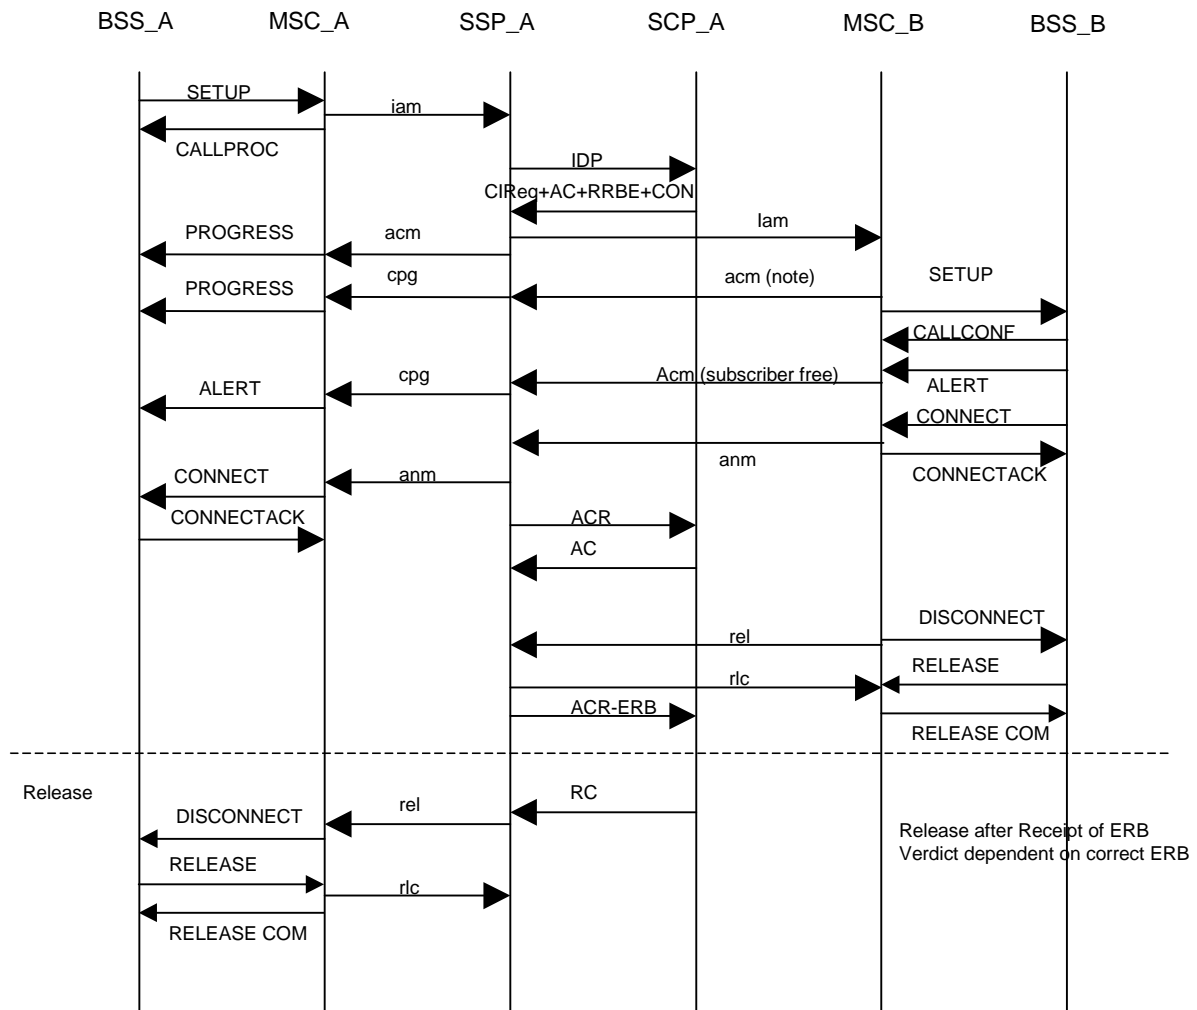 BSS_A MSC_A SSP_A SCP_A MSC_B BSS_B
SETUP
iam
CALLPROC
IDP
CIReq+AC+RRBE+CON
Iam
PROGRESS
acm
cpg
acm (note)
SETUP
PROGRESS
CALLCONF
cpg
Acm (subscriber free)
ALERT
ALERT
CONNECT
anm
CONNECTACK
CONNECT
anm
CONNECTACK
ACR
AC
DISCONNECT
rel
RELEASE
rlc
ACR-ERB
RELEASE COM
Release
RC
rel
DISCONNECT
Release after Receipt of ERB
Verdict dependent on correct ERB
RELEASE
rlc
RELEASE COM